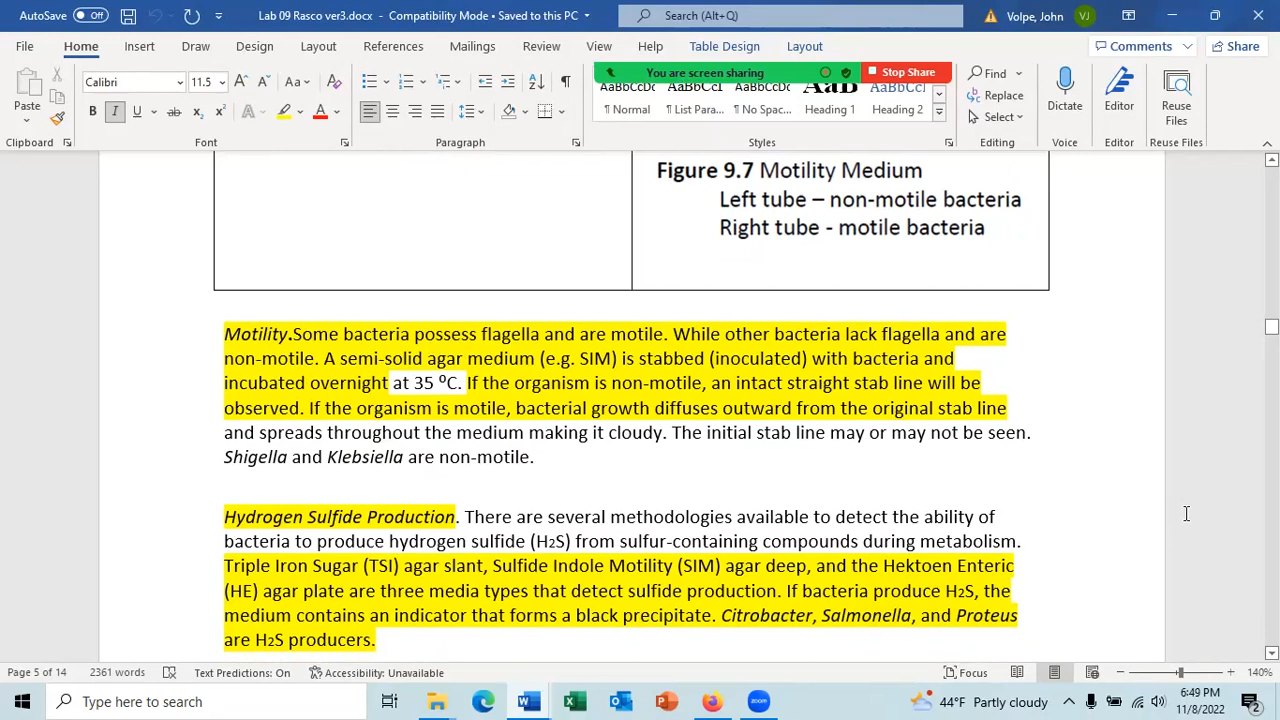 AutoSave Off Lab 09 Rasco ver3.docx - Compatibility Mode • Saved to this PC Search (Alt+Q) Volpe, John VJ
File Home Insert Draw Design Layout References Mailings Review View Help Table Design Layout Comments Share
You are screen sharing Stop Share
Calibri 11.5 Aa Find
AaBbCcDc AaBbCcDc AaBbCcDc AaBb AaBbCcI Replace
Paste B I U ab x₂ x² A A Normal List Para... No Spac... Heading 1 Heading 2 Select Dictate Editor Reuse Files
Clipboard Font Paragraph Styles Editing Voice Editor Reuse Files
Figure 9.7 Motility Medium
Left tube – non-motile bacteria
Right tube - motile bacteria
Motility.Some bacteria possess flagella and are motile. While other bacteria lack flagella and are
non-motile. A semi-solid agar medium (e.g. SIM) is stabbed (inoculated) with bacteria and
incubated overnight at 35 ⁰C. If the organism is non-motile, an intact straight stab line will be
observed. If the organism is motile, bacterial growth diffuses outward from the original stab line
and spreads throughout the medium making it cloudy. The initial stab line may or may not be seen.
Shigella and Klebsiella are non-motile.
Hydrogen Sulfide Production. There are several methodologies available to detect the ability of
bacteria to produce hydrogen sulfide (H2S) from sulfur-containing compounds during metabolism.
Triple Iron Sugar (TSI) agar slant, Sulfide Indole Motility (SIM) agar deep, and the Hektoen Enteric
(HE) agar plate are three media types that detect sulfide production. If bacteria produce H2S, the
medium contains an indicator that forms a black precipitate. Citrobacter, Salmonella, and Proteus
are H2S producers.
Page 5 of 14 2361 words Text Predictions: On Accessibility: Unavailable Focus 140%
Type here to search 44°F Partly cloudy 6:49 PM
11/8/2022 2